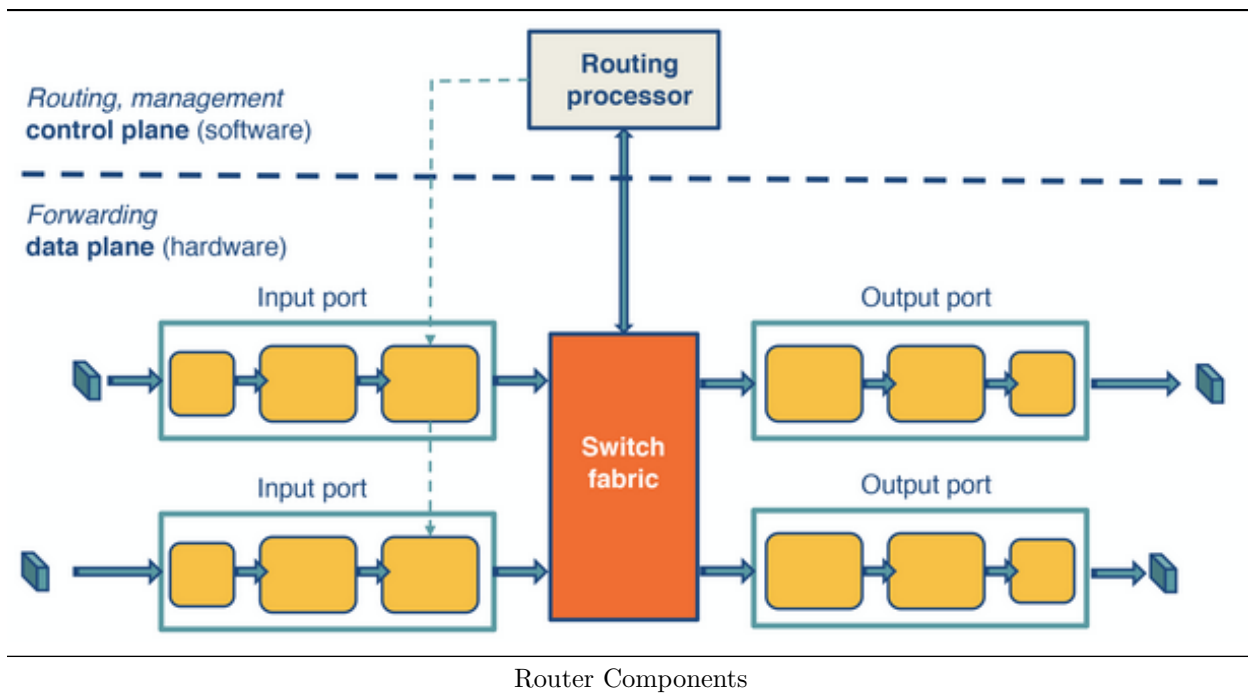 Routing
processor
Routing, management
control plane (software)
Forwarding
data plane (hardware)
Input port
Output port
Switch
fabric
Input port
Output port
Router Components